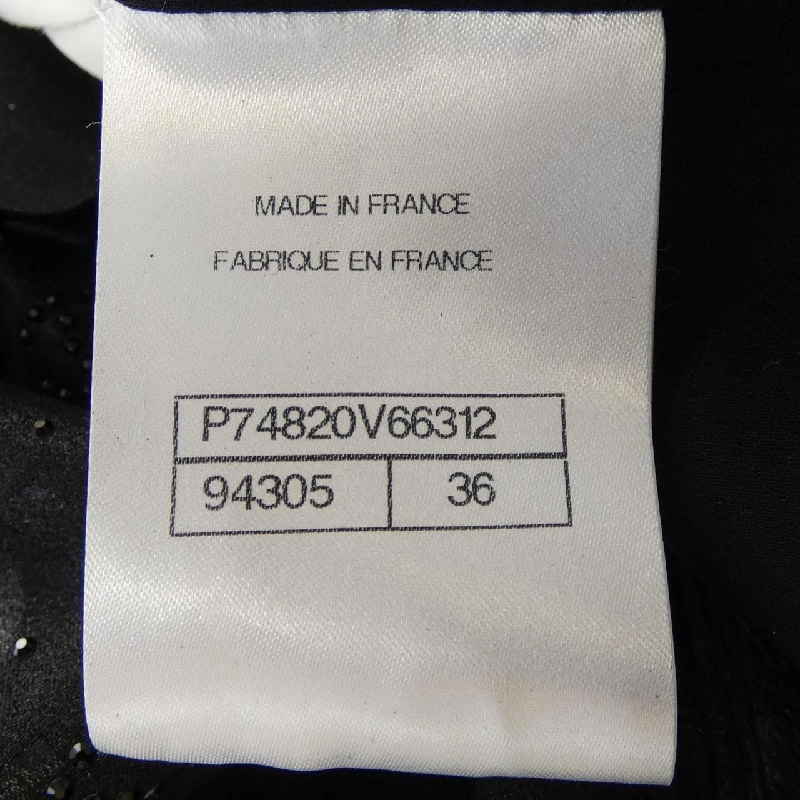 MADE IN FRANCE
FABRIQUE EN FRANCE
P74820V66312
94305 36